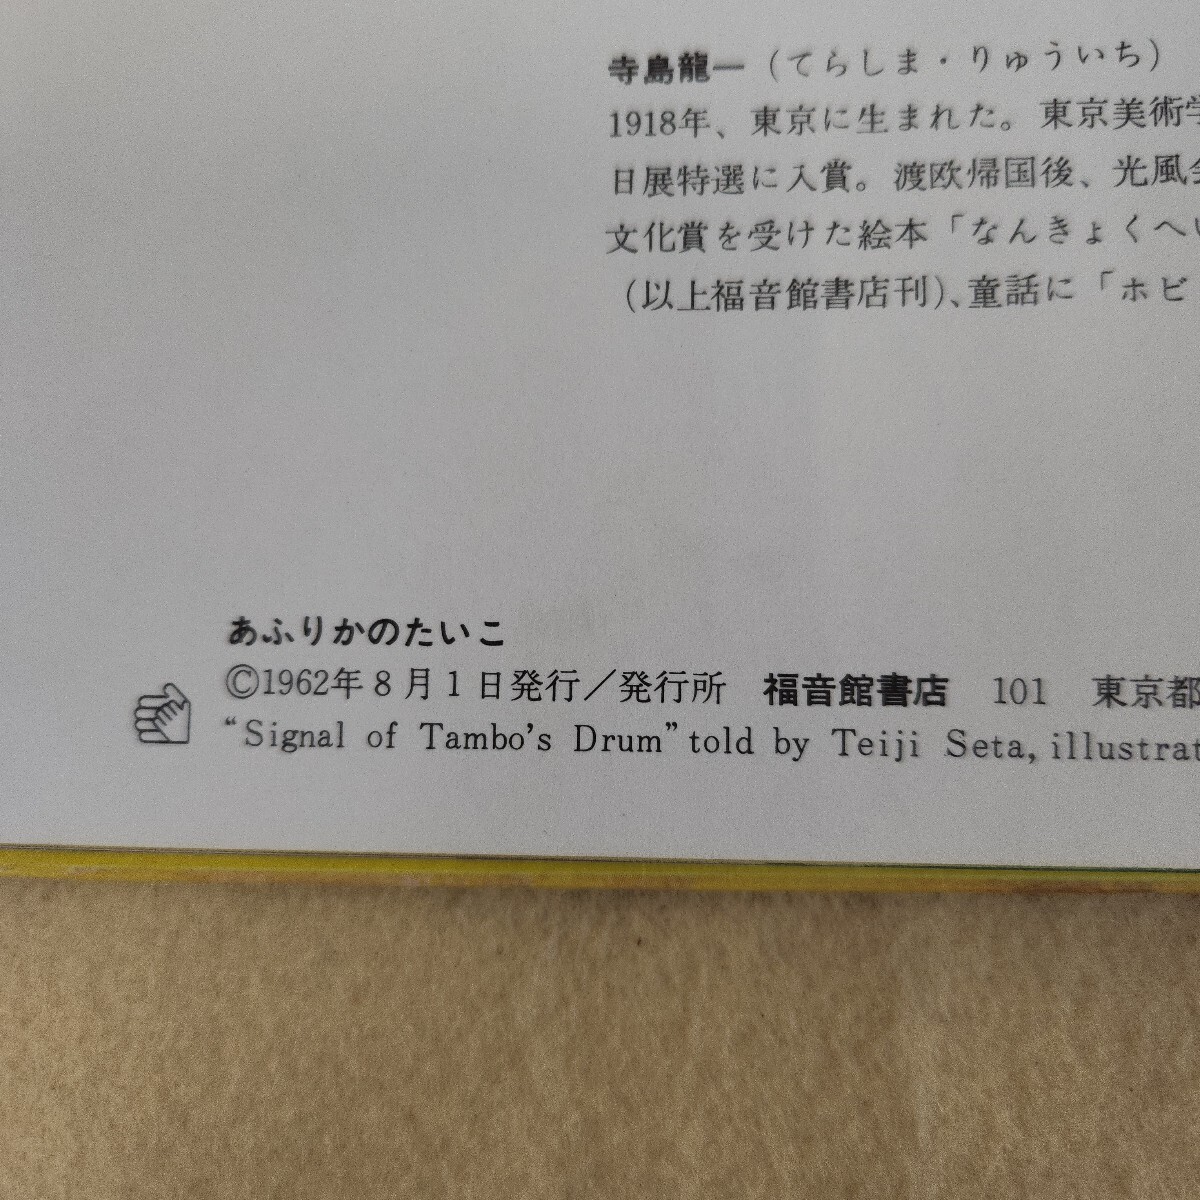 寺島龍一（てらしま・りゅういち）
1918年、東京に生まれた。東京美術学
日展特選に入賞。渡欧帰国後、光風会
文化賞を受けた絵本「なんきょくへい
（以上福音館書店刊）、童話に「ホビ
あふりかのたいこ
©1962年8月1日発行／発行所 福音館書店 101 東京都
“Signal of Tambo's Drum” told by Teiji Seta, illustrat